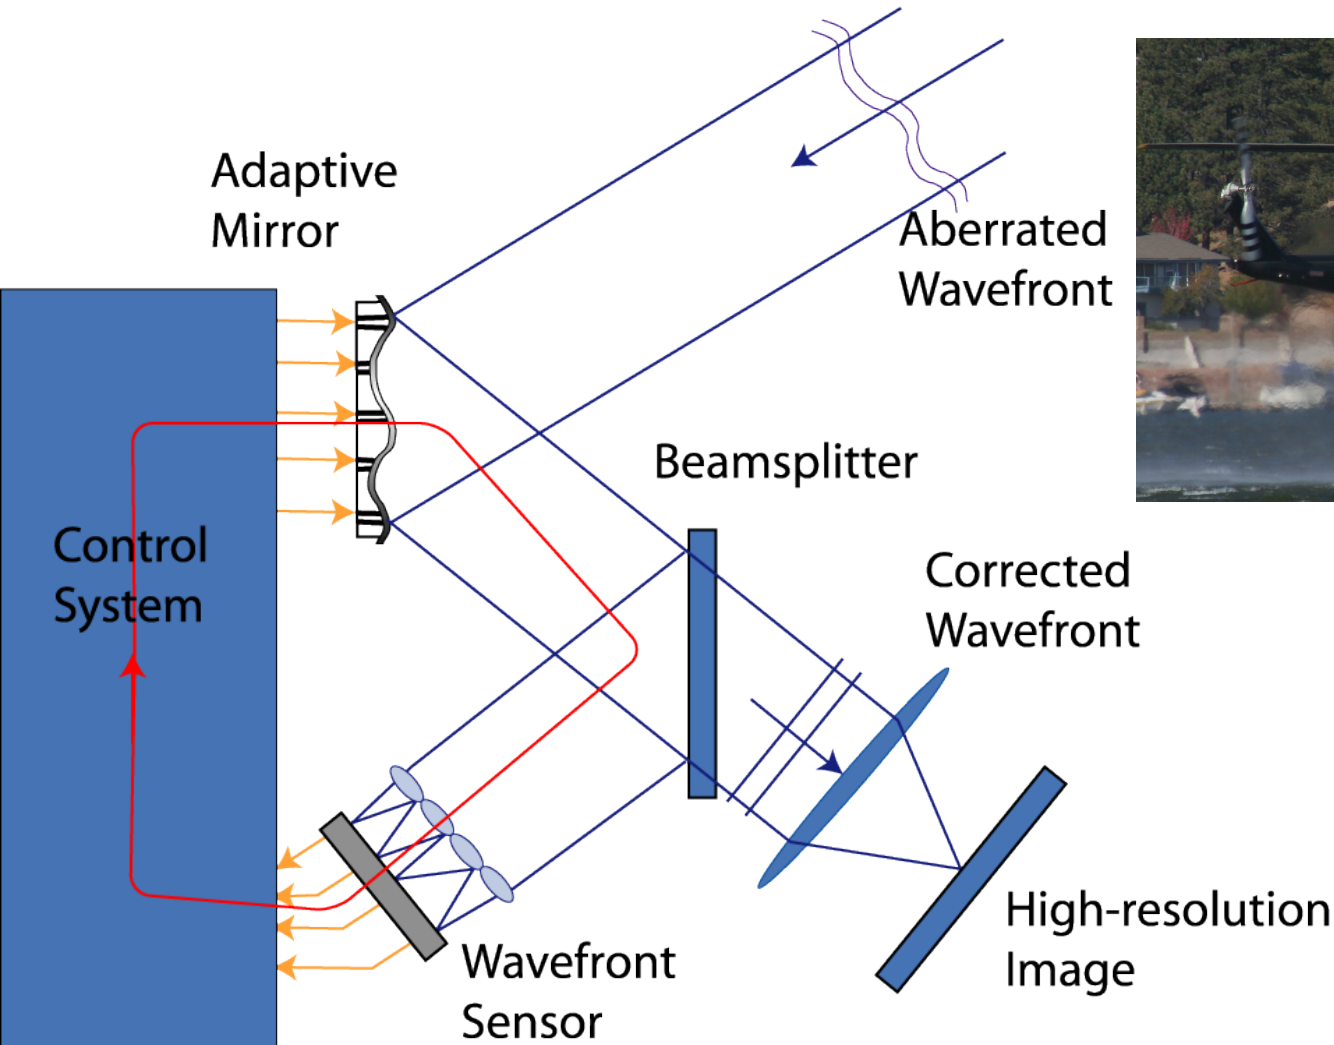 Adaptive
Mirror
Aberrated
Wavefront
Beamsplitter
Control
System
Corrected
Wavefront
High-resolution
Image
Wavefront
Sensor